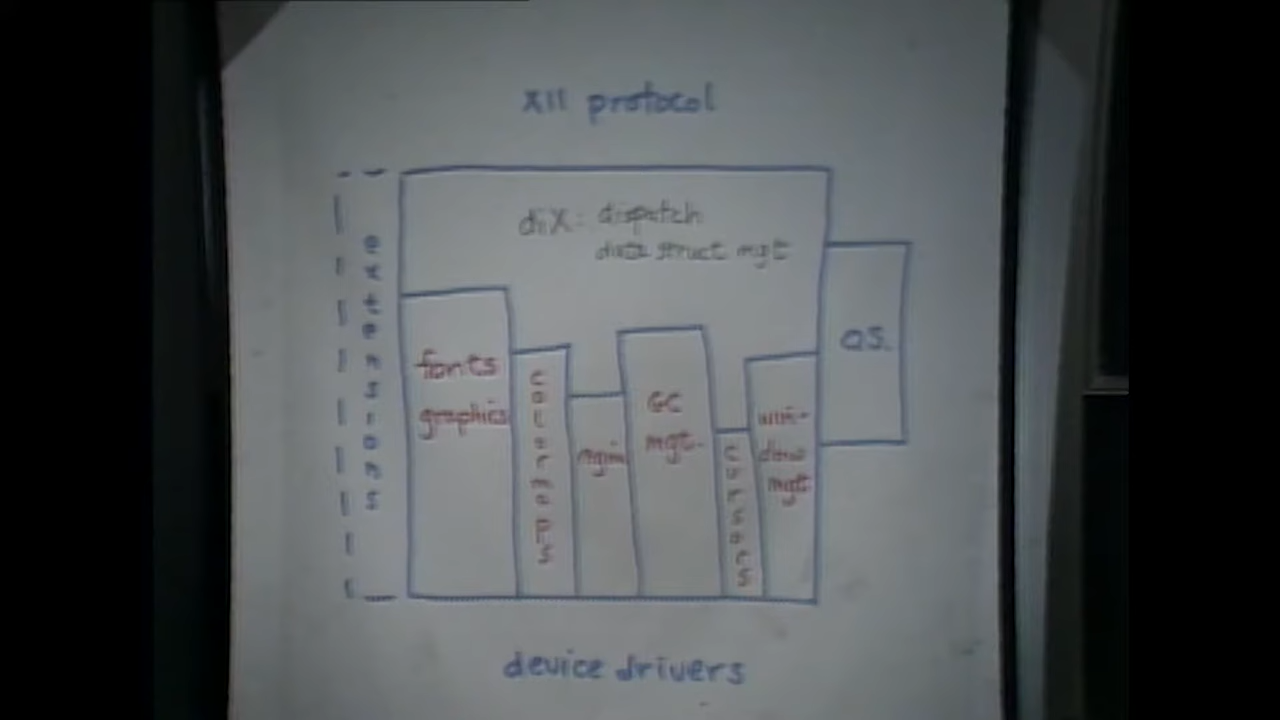 X11 protocol
diX: dispatch
data struct mgt
extensions
fonts
graphics
colormaps
GC
mgt.
cursors
win-
dow
mgt
OS.
device drivers